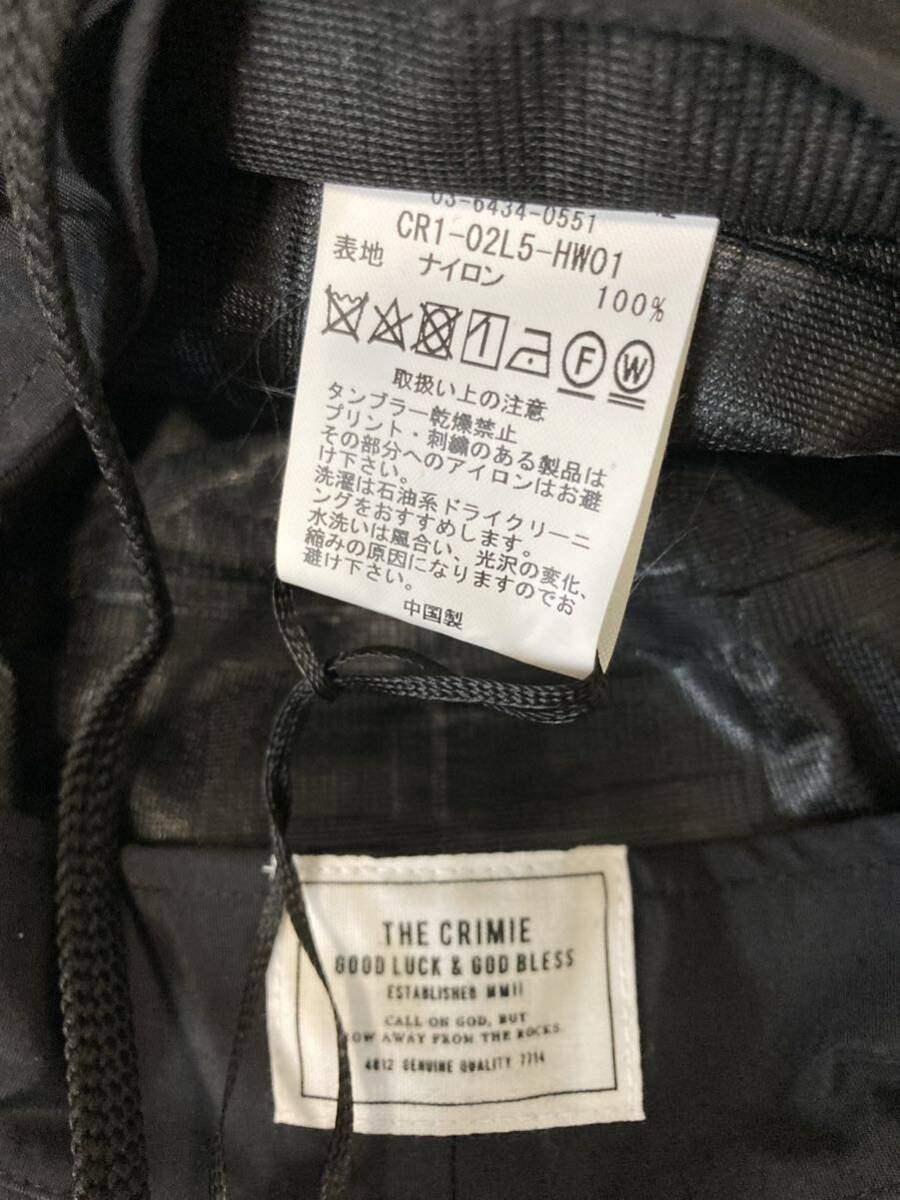 03-6434-0551
CR1-02L5-HW01
表地 ナイロン 100%
F W
取扱い上の注意
タンブラー乾燥禁止
プリント・刺繍のある製品は
その部分へのアイロンはお避
け下さい。
洗濯は石油系ドライクリーニ
ングをおすすめします。
水洗いは風合い、光沢の変化、
縮みの原因になりますのでお
避け下さい。
中国製
THE CRIMIE
GOOD LUCK & GOD BLESS
ESTABLISHED MMII
CALL ON GOD, BUT
ROW AWAY FROM THE ROCKS.
4812 GENUINE QUALITY 7714